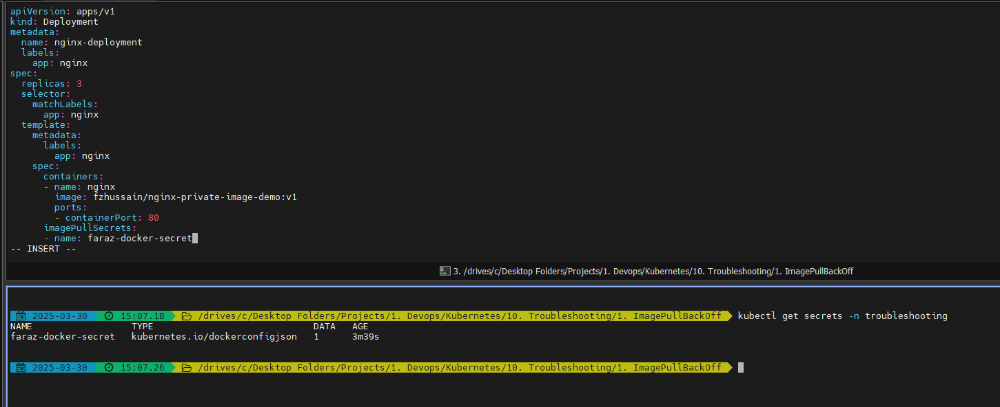 apiVersion: apps/v1
kind: Deployment
metadata:
  name: nginx-deployment
  labels:
    app: nginx
spec:
  replicas: 3
  selector:
    matchLabels:
      app: nginx
  template:
    metadata:
      labels:
        app: nginx
    spec:
      containers:
      - name: nginx
        image: fzhussain/nginx-private-image-demo:v1
        ports:
        - containerPort: 80
      imagePullSecrets:
      - name: faraz-docker-secret
-- INSERT --
3. /drives/c/Desktop Folders/Projects/1. Devops/Kubernetes/10. Troubleshooting/1. ImagePullBackOff
2025-03-30 15:07.18 /drives/c/Desktop Folders/Projects/1. Devops/Kubernetes/10. Troubleshooting/1. ImagePullBackOff kubectl get secrets -n troubleshooting
NAME TYPE DATA AGE
faraz-docker-secret kubernetes.io/dockerconfigjson 1 3m39s
2025-03-30 15:07.26 /drives/c/Desktop Folders/Projects/1. Devops/Kubernetes/10. Troubleshooting/1. ImagePullBackOff